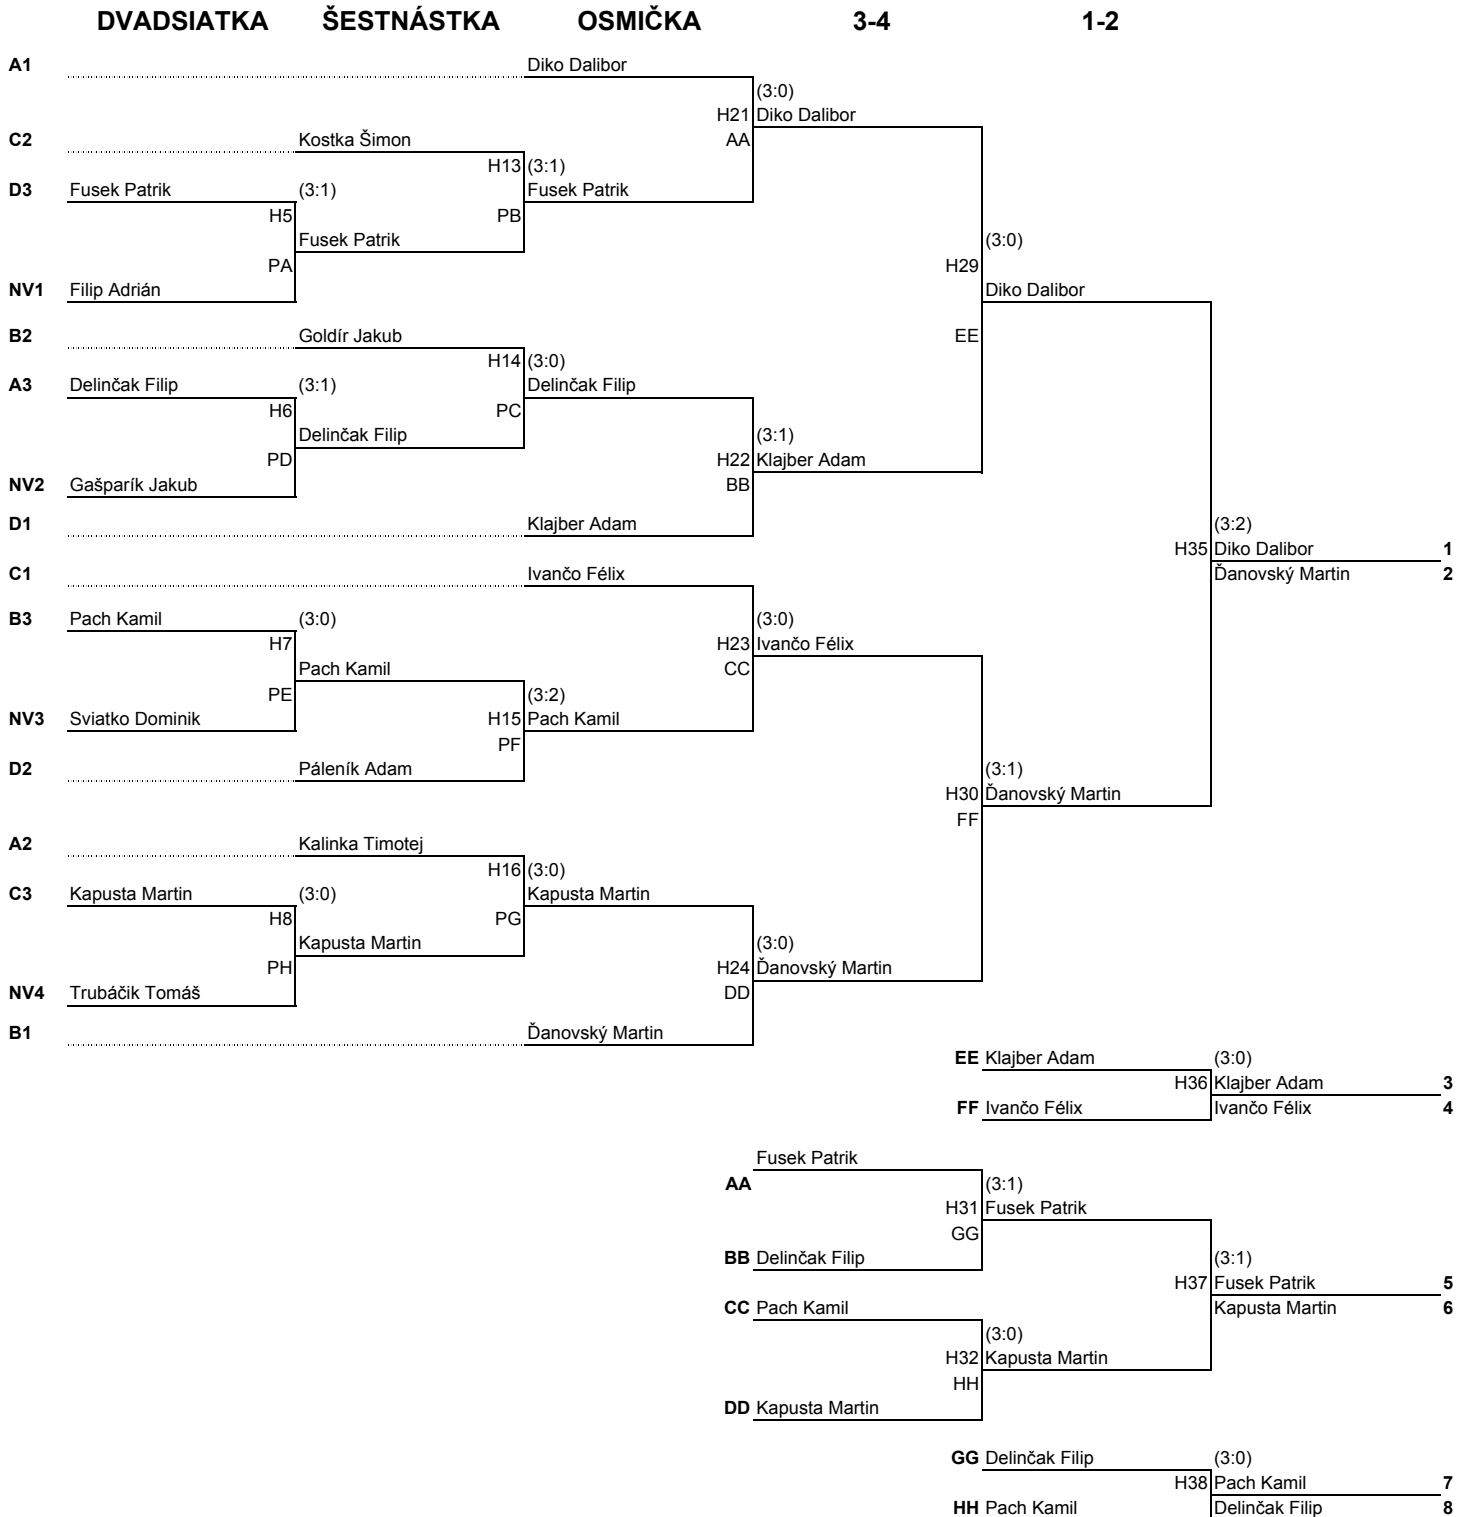 DVADSIATKA ŠESTNÁSTKA OSMIČKA 3-4 1-2
A1 Diko Dalibor
(3:0)
H21 Diko Dalibor
C2 Kostka Šimon AA
H13 (3:1)
D3 Fusek Patrik (3:1) Fusek Patrik
H5 PB
Fusek Patrik (3:0)
PA H29
NV1 Filip Adrián Diko Dalibor
B2 Goldír Jakub EE
H14 (3:0)
A3 Delinčak Filip (3:1) Delinčak Filip
H6 PC
Delinčak Filip (3:1)
PD H22 Klajber Adam
NV2 Gašparík Jakub BB
D1 Klajber Adam (3:2)
H35 Diko Dalibor 1
C1 Ivančo Félix Ďanovský Martin 2
B3 Pach Kamil (3:0) (3:0)
H7 H23 Ivančo Félix
Pach Kamil CC
PE (3:2)
NV3 Sviatko Dominik H15 Pach Kamil
PF
D2 Páleník Adam (3:1)
H30 Ďanovský Martin
FF
A2 Kalinka Timotej
H16 (3:0)
C3 Kapusta Martin (3:0) Kapusta Martin
H8 PG
Kapusta Martin (3:0)
PH H24 Ďanovský Martin
NV4 Trubáčik Tomáš DD
B1 Ďanovský Martin
EE Klajber Adam (3:0)
H36 Klajber Adam 3
FF Ivančo Félix Ivančo Félix 4
Fusek Patrik
AA (3:1)
H31 Fusek Patrik
GG
BB Delinčak Filip (3:1)
H37 Fusek Patrik 5
CC Pach Kamil Kapusta Martin 6
(3:0)
H32 Kapusta Martin
HH
DD Kapusta Martin
GG Delinčak Filip (3:0)
H38 Pach Kamil 7
HH Pach Kamil Delinčak Filip 8